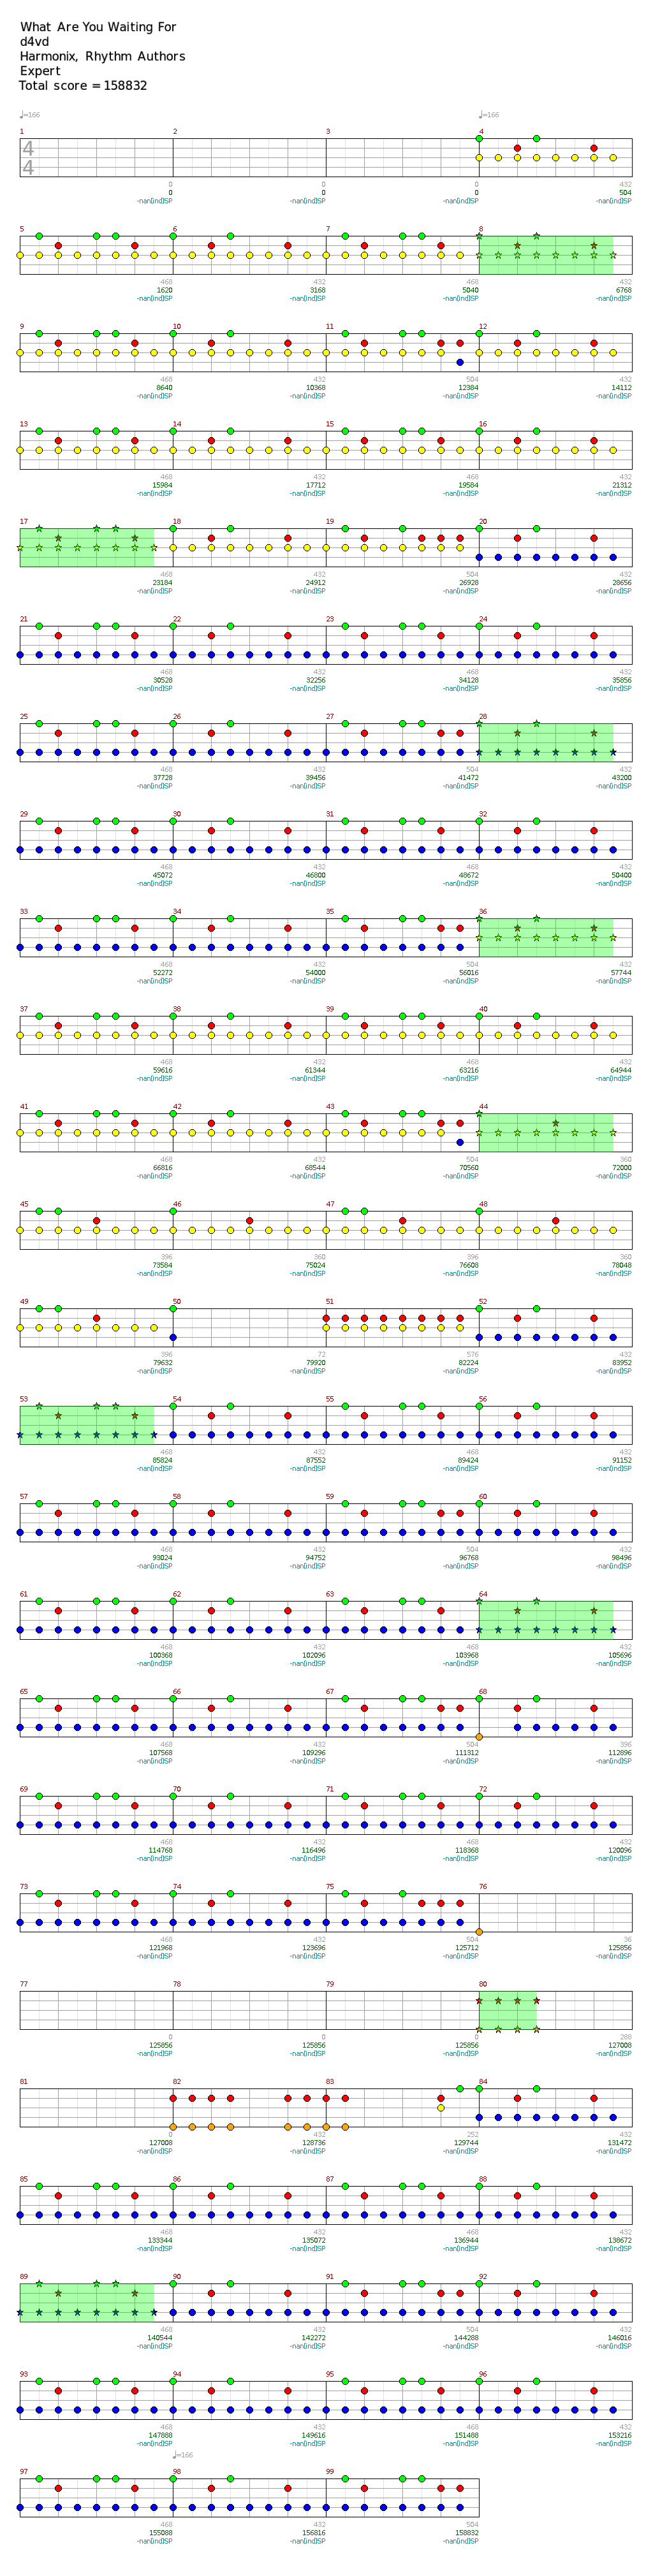 What Are You Waiting For
d4vd
Harmonix, Rhythm Authors
Expert
Total score = 158832
♩=166 ♩=166
1 2 3 4
4
4
0 0 0 432
0 0 0 504
-nan(ind)SP -nan(ind)SP -nan(ind)SP -nan(ind)SP
5 6 7 8
468 432 468 432
1620 3168 5040 6768
-nan(ind)SP -nan(ind)SP -nan(ind)SP -nan(ind)SP
9 10 11 12
468 432 504 432
8640 10368 12384 14112
-nan(ind)SP -nan(ind)SP -nan(ind)SP -nan(ind)SP
13 14 15 16
468 432 468 432
15984 17712 19584 21312
-nan(ind)SP -nan(ind)SP -nan(ind)SP -nan(ind)SP
17 18 19 20
468 432 504 432
23184 24912 26928 28656
-nan(ind)SP -nan(ind)SP -nan(ind)SP -nan(ind)SP
21 22 23 24
468 432 468 432
30528 32256 34128 35856
-nan(ind)SP -nan(ind)SP -nan(ind)SP -nan(ind)SP
25 26 27 28
468 432 504 432
37728 39456 41472 43200
-nan(ind)SP -nan(ind)SP -nan(ind)SP -nan(ind)SP
29 30 31 32
468 432 468 432
45072 46800 48672 50400
-nan(ind)SP -nan(ind)SP -nan(ind)SP -nan(ind)SP
33 34 35 36
468 432 504 432
52272 54000 56016 57744
-nan(ind)SP -nan(ind)SP -nan(ind)SP -nan(ind)SP
37 38 39 40
468 432 468 432
59616 61344 63216 64944
-nan(ind)SP -nan(ind)SP -nan(ind)SP -nan(ind)SP
41 42 43 44
468 432 504 360
66816 68544 70560 72000
-nan(ind)SP -nan(ind)SP -nan(ind)SP -nan(ind)SP
45 46 47 48
396 360 396 360
73584 75024 76608 78048
-nan(ind)SP -nan(ind)SP -nan(ind)SP -nan(ind)SP
49 50 51 52
396 72 576 432
79632 79920 82224 83952
-nan(ind)SP -nan(ind)SP -nan(ind)SP -nan(ind)SP
53 54 55 56
468 432 468 432
85824 87552 89424 91152
-nan(ind)SP -nan(ind)SP -nan(ind)SP -nan(ind)SP
57 58 59 60
468 432 504 432
93024 94752 96768 98496
-nan(ind)SP -nan(ind)SP -nan(ind)SP -nan(ind)SP
61 62 63 64
468 432 468 432
100368 102096 103968 105696
-nan(ind)SP -nan(ind)SP -nan(ind)SP -nan(ind)SP
65 66 67 68
468 432 504 396
107568 109296 111312 112896
-nan(ind)SP -nan(ind)SP -nan(ind)SP -nan(ind)SP
69 70 71 72
468 432 468 432
114768 116496 118368 120096
-nan(ind)SP -nan(ind)SP -nan(ind)SP -nan(ind)SP
73 74 75 76
468 432 504 36
121968 123696 125712 125856
-nan(ind)SP -nan(ind)SP -nan(ind)SP -nan(ind)SP
77 78 79 80
0 0 0 288
125856 125856 125856 127008
-nan(ind)SP -nan(ind)SP -nan(ind)SP -nan(ind)SP
81 82 83 84
0 432 252 432
127008 128736 129744 131472
-nan(ind)SP -nan(ind)SP -nan(ind)SP -nan(ind)SP
85 86 87 88
468 432 468 432
133344 135072 136944 138672
-nan(ind)SP -nan(ind)SP -nan(ind)SP -nan(ind)SP
89 90 91 92
468 432 504 432
140544 142272 144288 146016
-nan(ind)SP -nan(ind)SP -nan(ind)SP -nan(ind)SP
93 94 95 96
468 432 468 432
147888 149616 151488 153216
-nan(ind)SP -nan(ind)SP -nan(ind)SP -nan(ind)SP
♩=166
97 98 99
468 432 504
155088 156816 158832
-nan(ind)SP -nan(ind)SP -nan(ind)SP